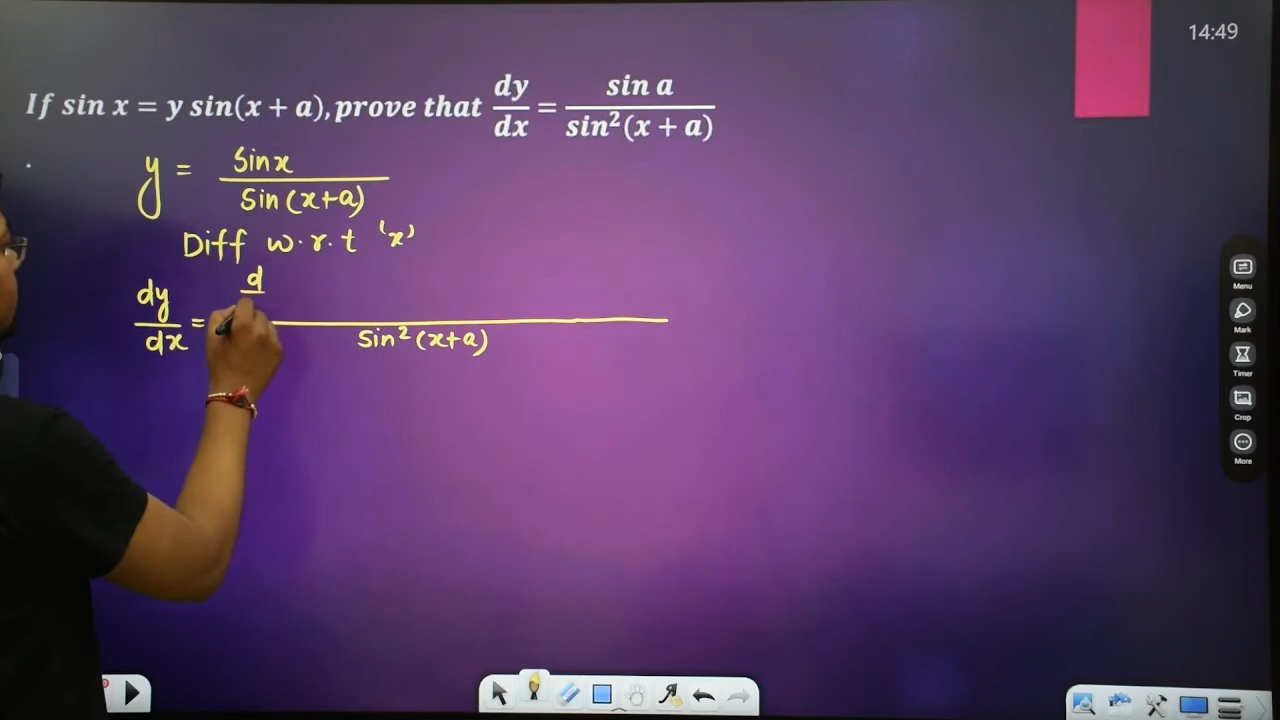 14:49
If sin x = y sin(x + a), prove that dy/dx = sin a / sin²(x + a)
y = Sinx / Sin (x+a)
Diff w.r.t 'x'
dy/dx = d / Sin² (x+a)
Menu
Mark
Timer
Crop
More